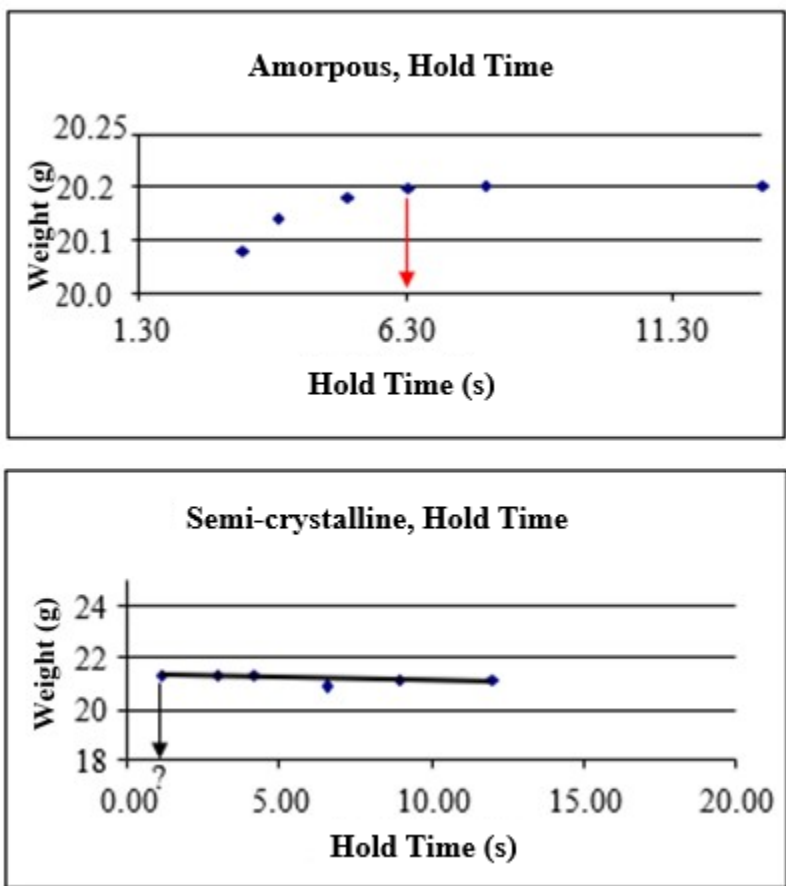 Amorpous, Hold Time
Weight (g)
20.25
20.2
20.1
20.0
1.30 6.30 11.30
Hold Time (s)
Semi-crystalline, Hold Time
Weight (g)
24
22
20
18
?
0.00 5.00 10.00 15.00 20.00
Hold Time (s)